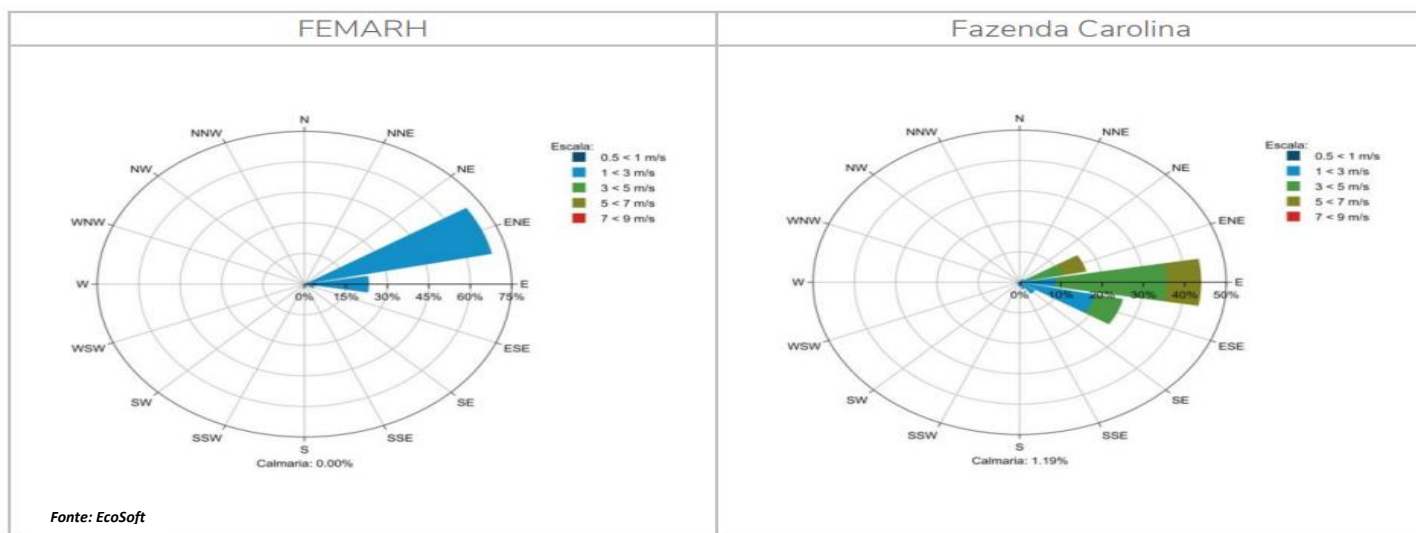 FEMARH
N
NNW
NNE
NW
NE
WNW
ENE
W
E
0% 15% 30% 45% 60% 75%
WSW
ESE
SW
SE
SSW
SSE
S
Calmaria: 0.00%
Escala:
0.5 < 1 m/s
1 < 3 m/s
3 < 5 m/s
5 < 7 m/s
7 < 9 m/s
Fonte: EcoSoft
Fazenda Carolina
N
NNW
NNE
NW
NE
WNW
ENE
W
E
0% 10% 20% 30% 40% 50%
WSW
ESE
SW
SE
SSW
SSE
S
Calmaria: 1.19%
Escala:
0.5 < 1 m/s
1 < 3 m/s
3 < 5 m/s
5 < 7 m/s
7 < 9 m/s